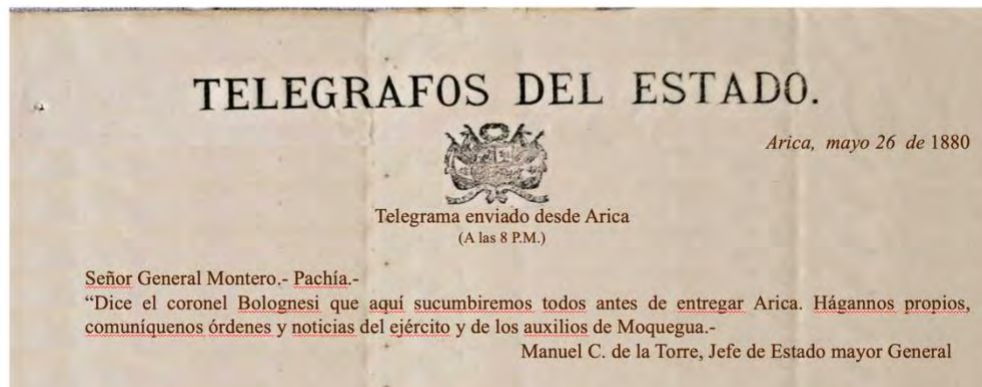 TELEGRAFOS DEL ESTADO.
Arica, mayo 26 de 1880
Telegrama enviado desde Arica
(A las 8 P.M.)
Señor General Montero.- Pachía.-
“Dice el coronel Bolognesi que aquí sucumbiremos todos antes de entregar Arica. Hágannos propios,
comuníquenos órdenes y noticias del ejército y de los auxilios de Moquegua.-
Manuel C. de la Torre, Jefe de Estado mayor General